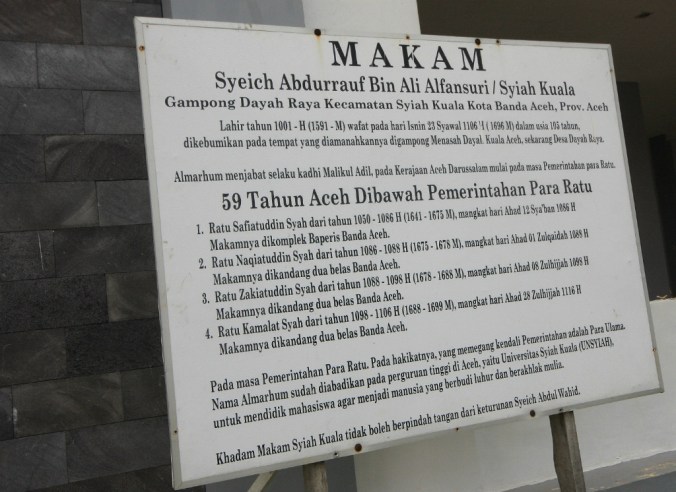 MAKAM
Syeich Abdurrauf Bin Ali Alfansuri / Syiah Kuala
Gampong Dayah Raya Kecamatan Syiah Kuala Kota Banda Aceh, Prov. Aceh
Lahir tahun 1001 - H (1591 - M) wafat pada hari Isnin 23 Syawal 1106 H ( 1696 M) dalam usia 105 tahun,
dikebumikan pada tempat yang diamanahkannya digampong Menasah Dayah Kuala Aceh, sekarang Desa Dayah Raya.
Almarhum menjabat selaku kadhi Malikul Adil, pada Kerajaan Aceh Darussalam mulai pada masa Pemerintahan para Ratu.
59 Tahun Aceh Dibawah Pemerintahan Para Ratu
1. Ratu Safiatuddin Syah dari tahun 1050 - 1086 H (1641 - 1675 M), mangkat hari Ahad 12 Sya'ban 1086 H
Makamnya dikomplek Baperis Banda Aceh.
2. Ratu Naqiatuddin Syah dari tahun 1086 - 1088 H (1675 - 1678 M), mangkat hari Ahad 01 Zulqaidah 1088 H
Makamnya dikandang dua belas Banda Aceh.
3. Ratu Zakiatuddin Syah dari tahun 1088 - 1098 H (1678 - 1688 M), mangkat hari Ahad 08 Zulhijjah 1098 H
Makamnya dikandang dua belas Banda Aceh.
4. Ratu Kamalat Syah dari tahun 1098 - 1106 H (1688 - 1699 M), mangkat hari Ahad 28 Zulhijjah 1116 H
Makamnya dikandang dua belas Banda Aceh.
Pada masa Pemerintahan Para Ratu. Pada hakikatnya, yang memegang kendali Pemerintahan adalah Para Ulama.
Nama Almarhum sudah diabadikan pada perguruan tinggi di Aceh, yaitu Universitas Syiah Kuala (UNSYIAH),
untuk mendidik mahasiswa agar menjadi manusia yang berbudi luhur dan berakhlak mulia.
Khadam Makam Syiah Kuala tidak boleh berpindah tangan dari keturunan Syeich Abdul Wahid.